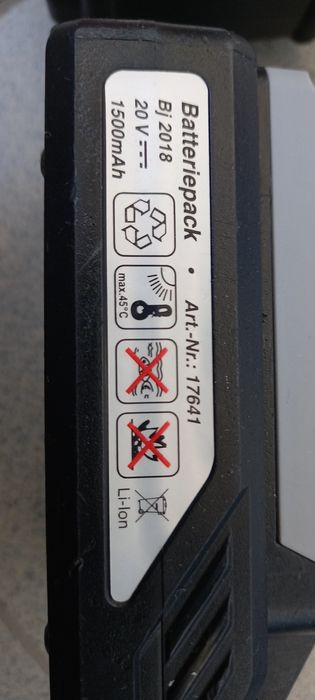 Batteriepack • Art.-Nr.: 17641
Bj 2018
20 V
1500mAh
max.45°C
Li-Ion